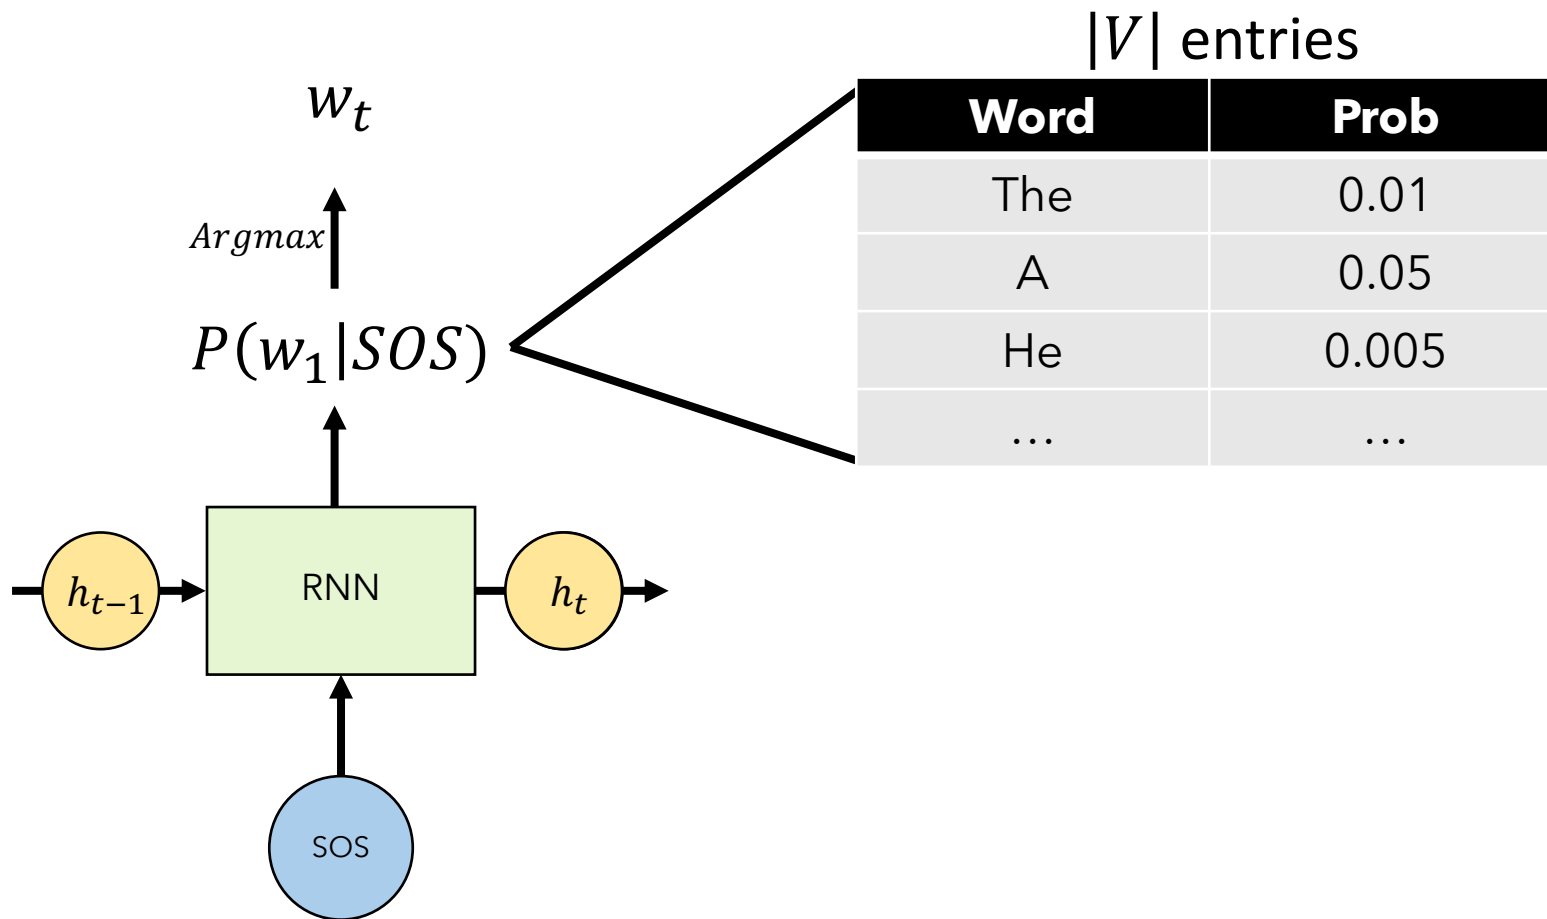 |V| entries
w_t
Word Prob
The 0.01
Argmax
A 0.05
P(w_1|SOS)
He 0.005
... ...
h_{t−1} RNN h_t
SOS